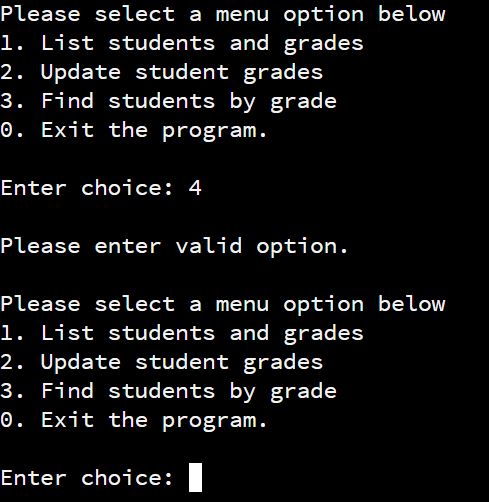 Please select a menu option below
1. List students and grades
2. Update student grades
3. Find students by grade
0. Exit the program.
Enter choice: 4
Please enter valid option.
Please select a menu option below
1. List students and grades
2. Update student grades
3. Find students by grade
0. Exit the program.
Enter choice: